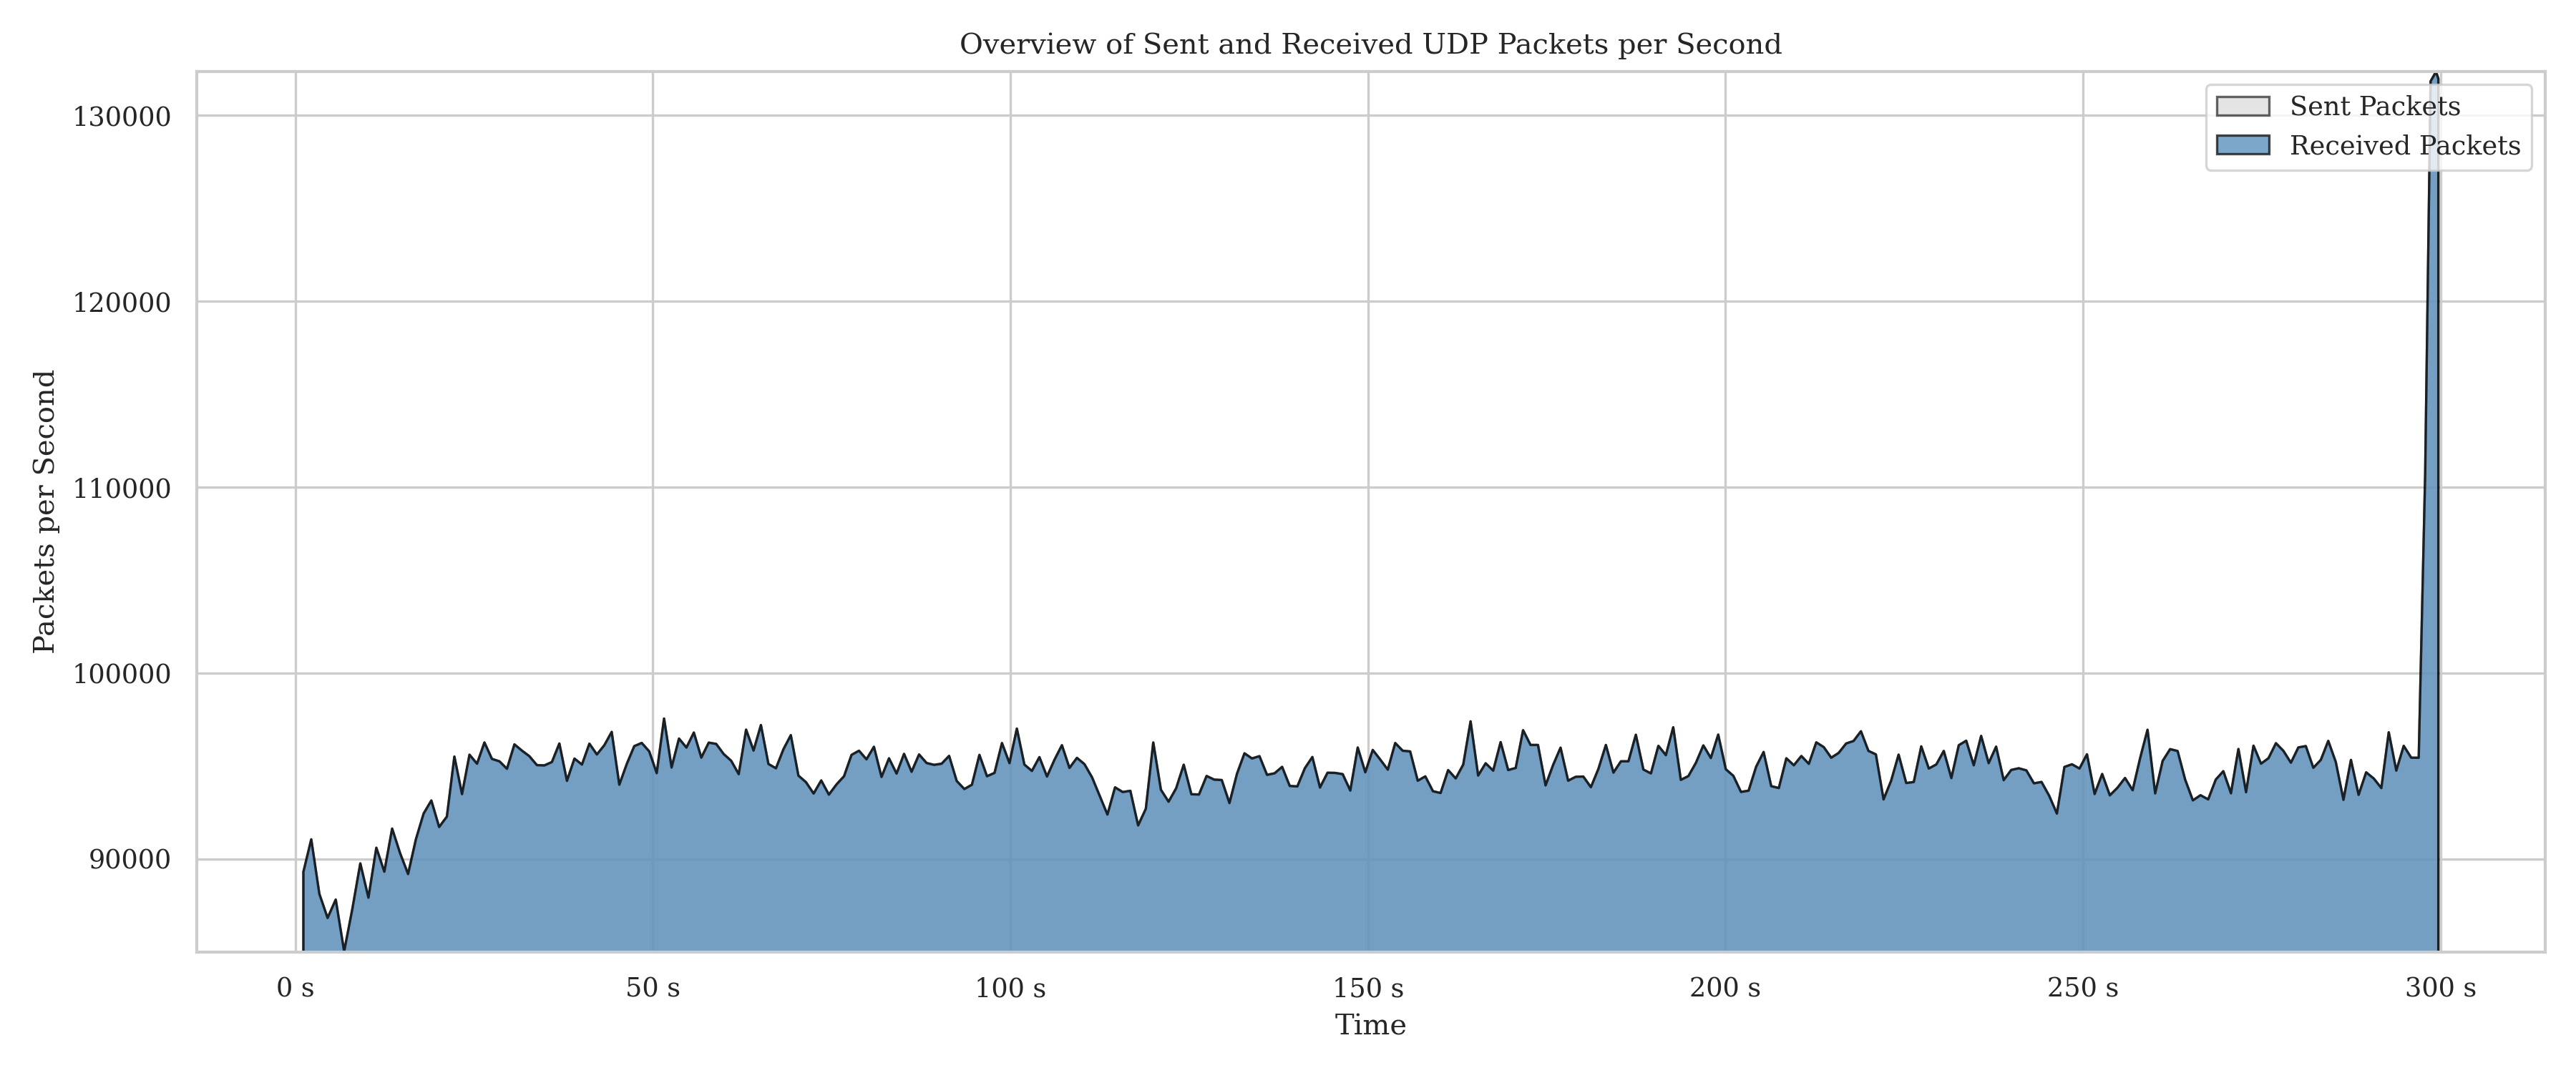 Overview of Sent and Received UDP Packets per Second
Sent Packets
Received Packets
130000
120000
110000
100000
90000
Packets per Second
0 s
50 s
100 s
150 s
200 s
250 s
300 s
Time